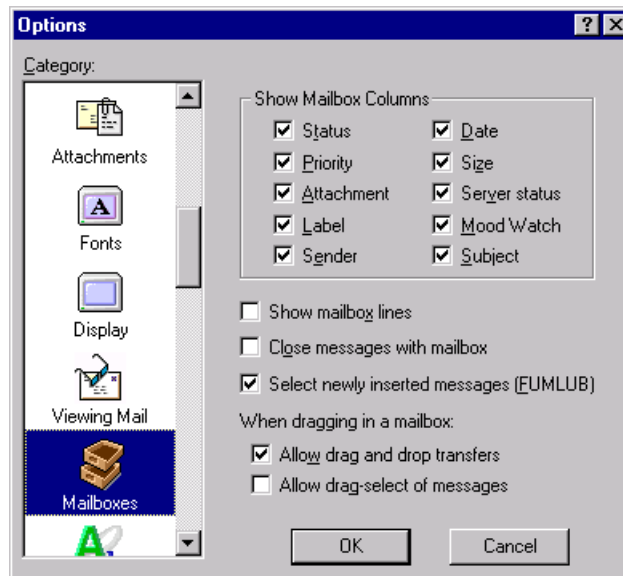 Options
Category:
Attachments
Fonts
Display
Viewing Mail
Mailboxes
Show Mailbox Columns
Status
Date
Priority
Size
Attachment
Server status
Label
Mood Watch
Sender
Subject
Show mailbox lines
Close messages with mailbox
Select newly inserted messages (FUMLUB)
When dragging in a mailbox:
Allow drag and drop transfers
Allow drag-select of messages
OK
Cancel